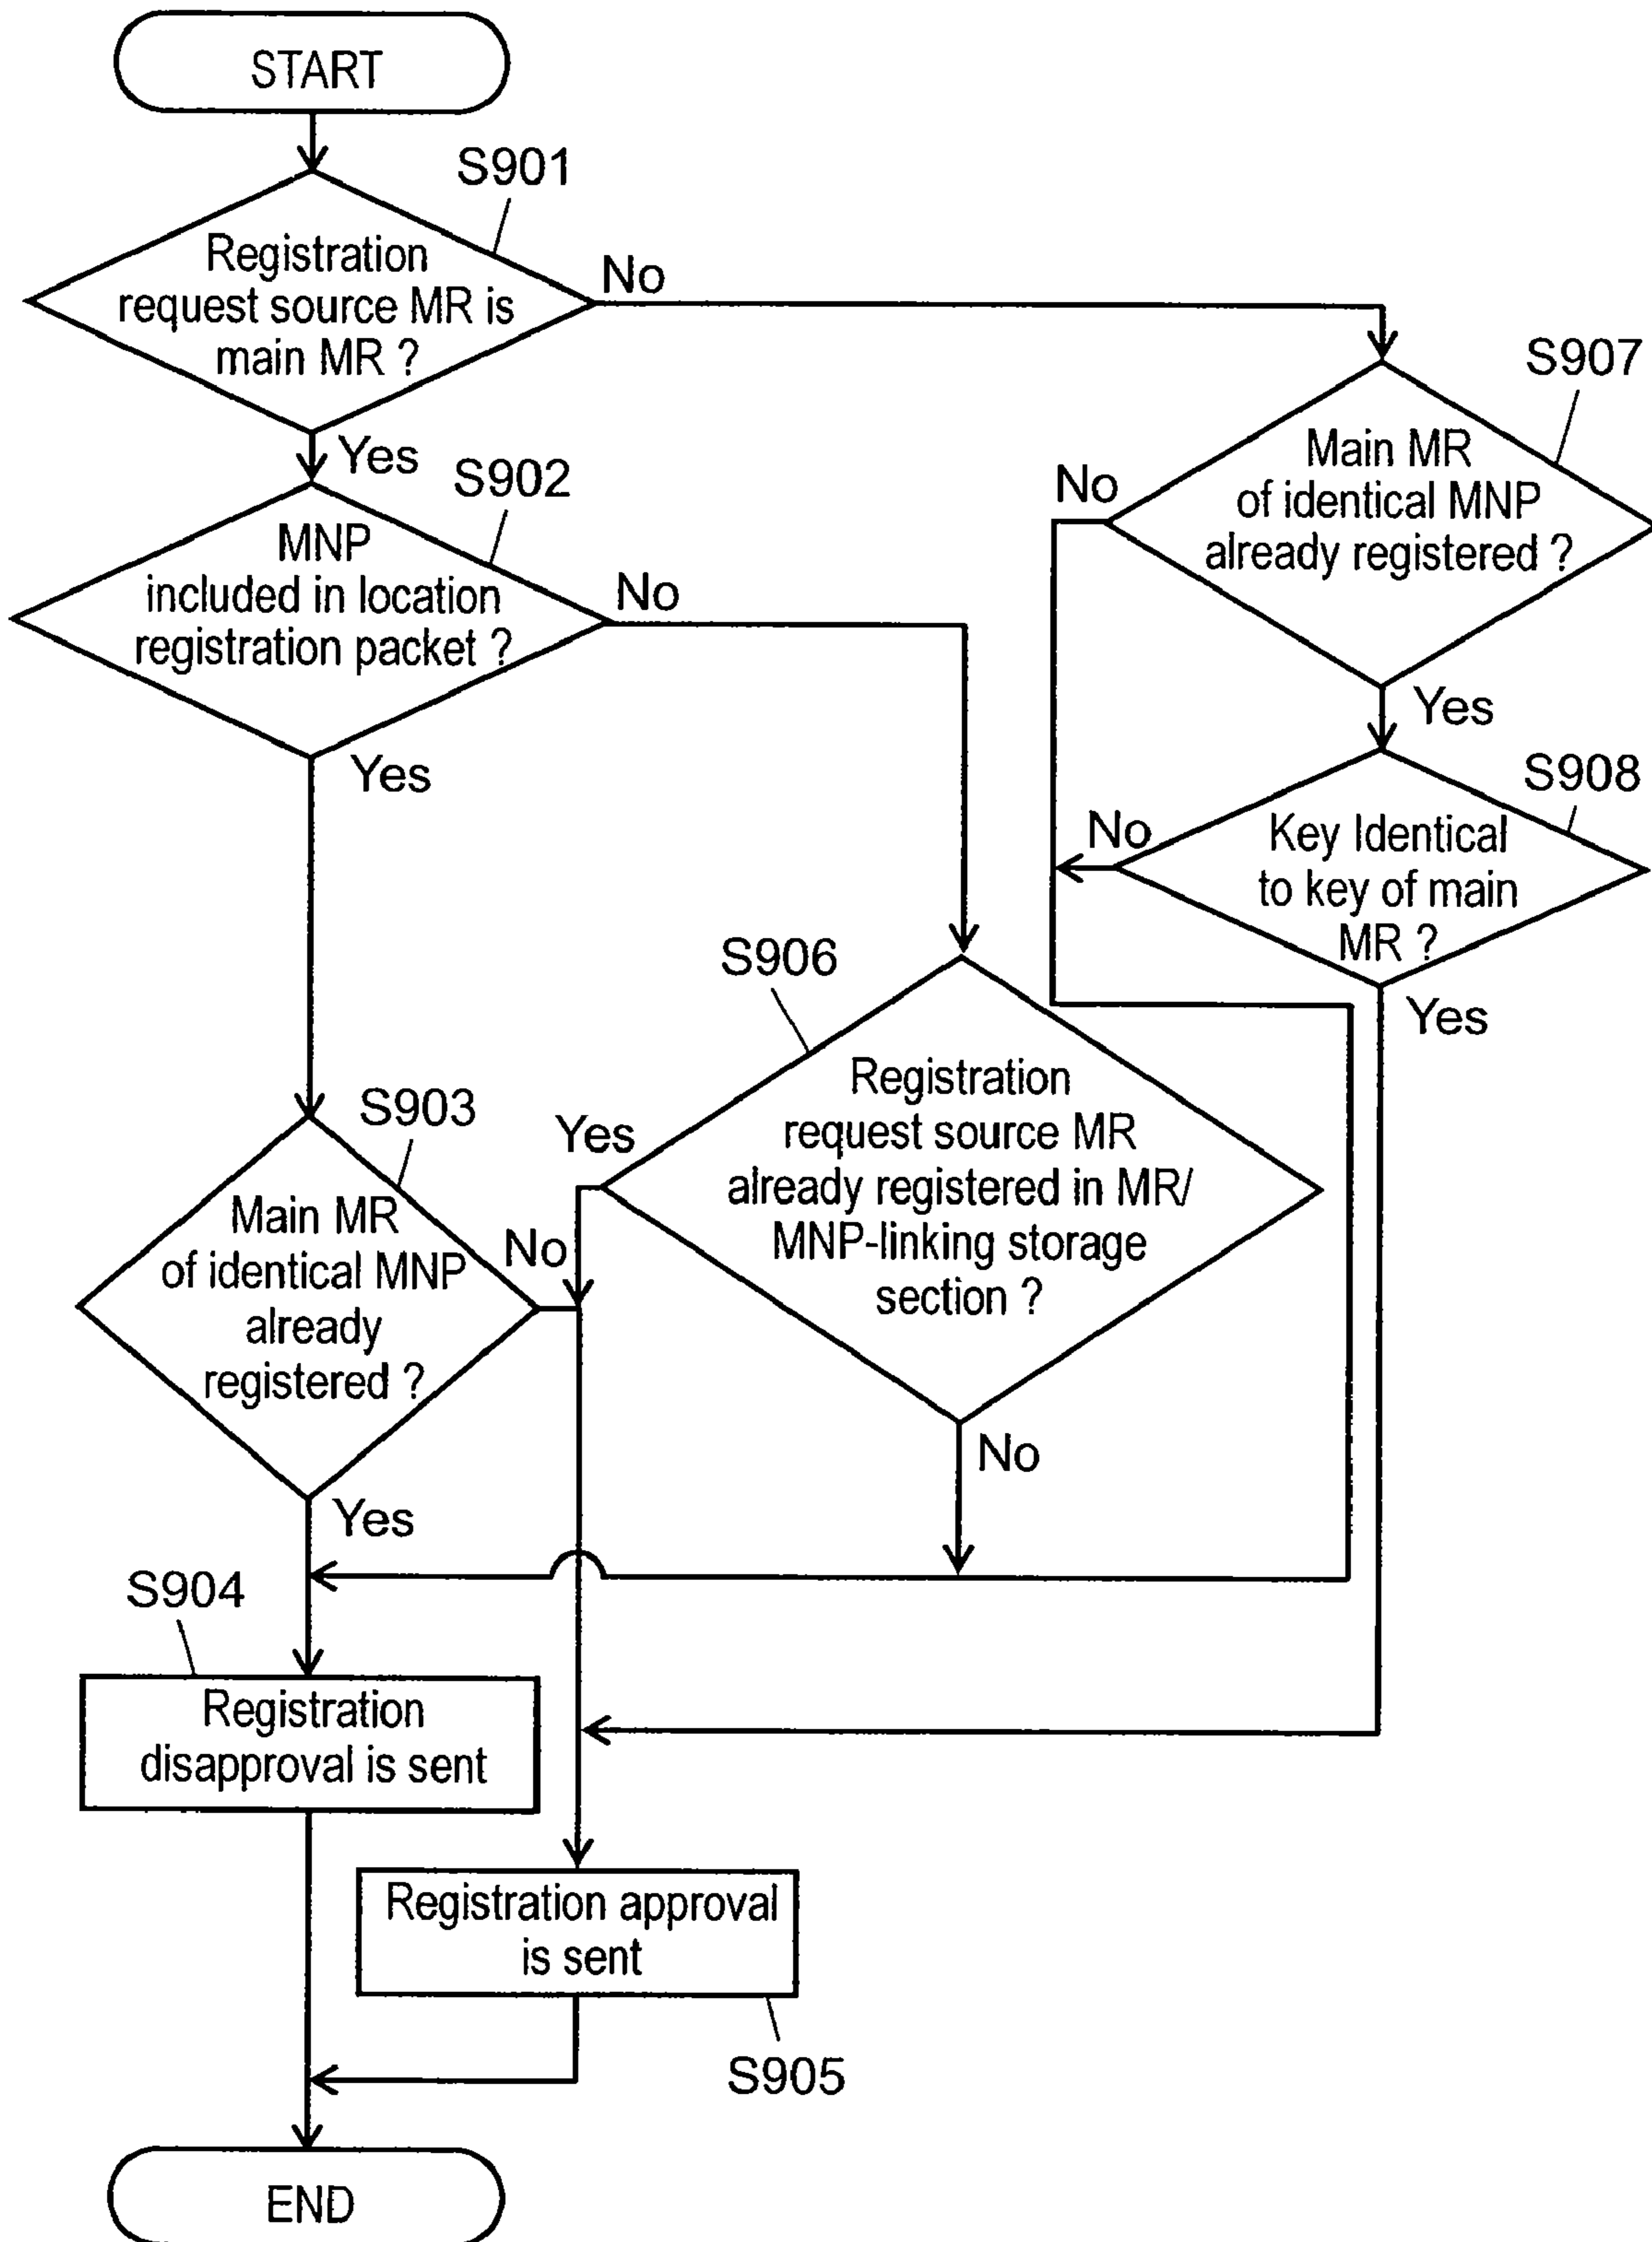 START
S901
Registration
request source MR is
main MR ?
No
Yes
S907
Main MR
of identical MNP
already registered ?
No
Yes
S902
MNP
included in location
registration packet ?
No
Yes
S908
Key Identical
to key of main
MR ?
No
Yes
S906
Registration
request source MR
already registered in MR/
MNP-linking storage
section ?
Yes
No
S903
Main MR
of identical MNP
already
registered ?
No
Yes
S904
Registration
disapproval is sent
Registration approval
is sent
S905
END